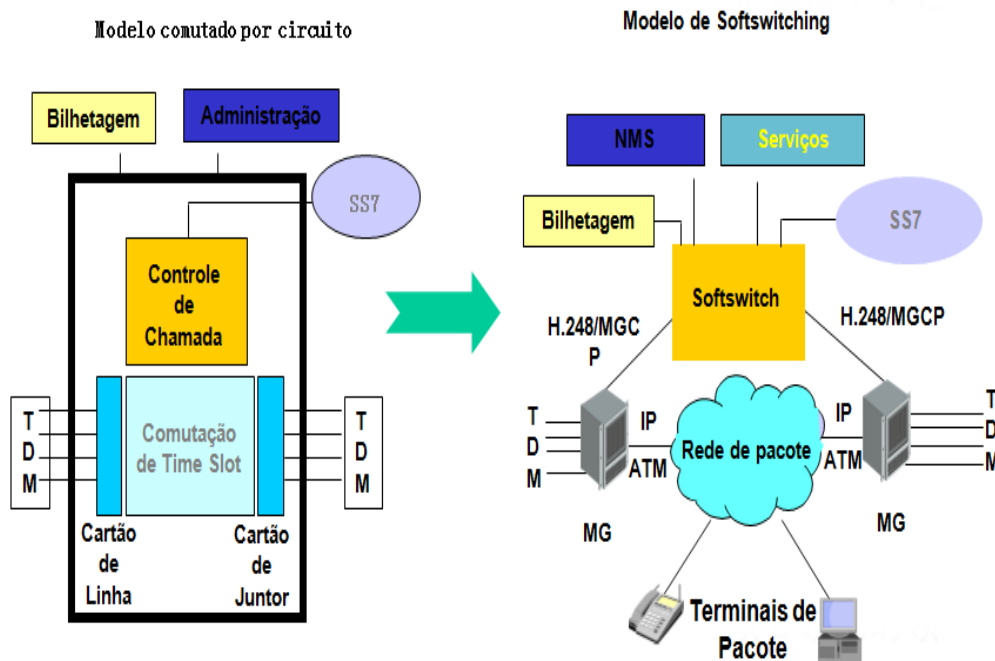 Modelo comutado por circuito
Bilhetagem
Administração
SS7
Controle
de
Chamada
T
D
M
Comutação
de Time Slot
T
D
M
Cartão
de
Linha
Cartão
de
Juntor
Modelo de Softswitching
NMS
Serviços
Bilhetagem
SS7
Softswitch
H.248/MGC
P
H.248/MGCP
T
D
M
IP
ATM
MG
Rede de pacote
IP
ATM
MG
T
D
M
Terminais de
Pacote